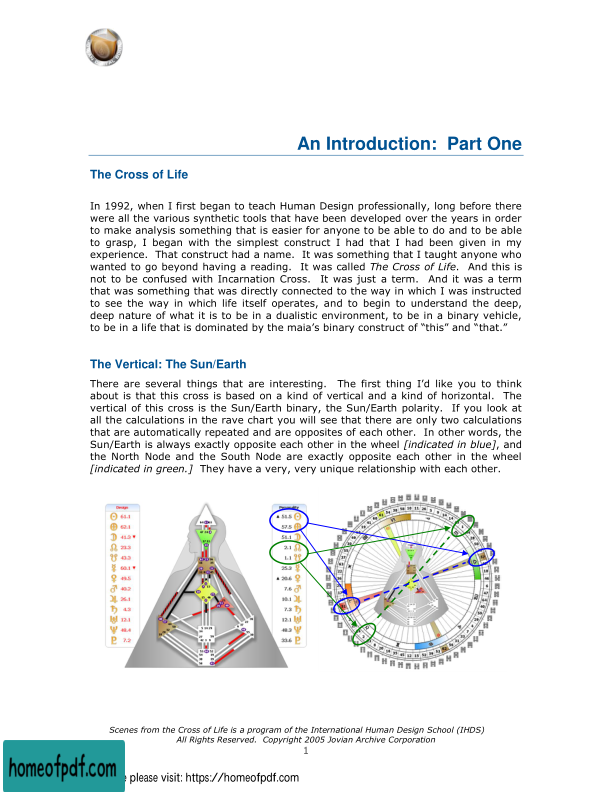 An Introduction:  Part One
The Cross of Life
In 1992, when I first began to teach Human Design professionally, long before there
were all the various synthetic tools that have been developed over the years in order
to make analysis something that is easier for anyone to be able to do and to be able
to grasp, I began with the simplest construct I had that I had been given in my
experience.  That construct had a name.  It was something that I taught anyone who
wanted to go beyond having a reading.  It was called The Cross of Life.  And this is
not to be confused with Incarnation Cross.  It was just a term.  And it was a term
that was something that was directly connected to the way in which I was instructed
to see the way in which life itself operates, and to begin to understand the deep,
deep nature of what it is to be in a dualistic environment, to be in a binary vehicle,
to be in a life that is dominated by the maia's binary construct of “this” and “that.”
The Vertical: The Sun/Earth
There are several things that are interesting.  The first thing I'd like you to think
about is that this cross is based on a kind of vertical and a kind of horizontal.  The
vertical of this cross is the Sun/Earth binary, the Sun/Earth polarity.  If you look at
all the calculations in the rave chart you will see that there are only two calculations
that are automatically repeated and are opposites of each other.  In other words, the
Sun/Earth is always exactly opposite each other in the wheel [indicated in blue], and
the North Node and the South Node are exactly opposite each other in the wheel
[indicated in green.]  They have a very, very unique relationship with each other.
Design
61.1
62.1
41.3
60.1
49.5
26.1
4.3
12.1
48.4
7.2
51.5
57.5
51.1
2.1
1.1
25.3
20.6
7.6
10.1
7.3
12.1
48.2
33.6
Scenes from the Cross of Life is a program of the International Human Design School (IHDS)
All Rights Reserved.  Copyright 2005 Jovian Archive Corporation
1
homeofpdf.com
please visit: https://homeofpdf.com